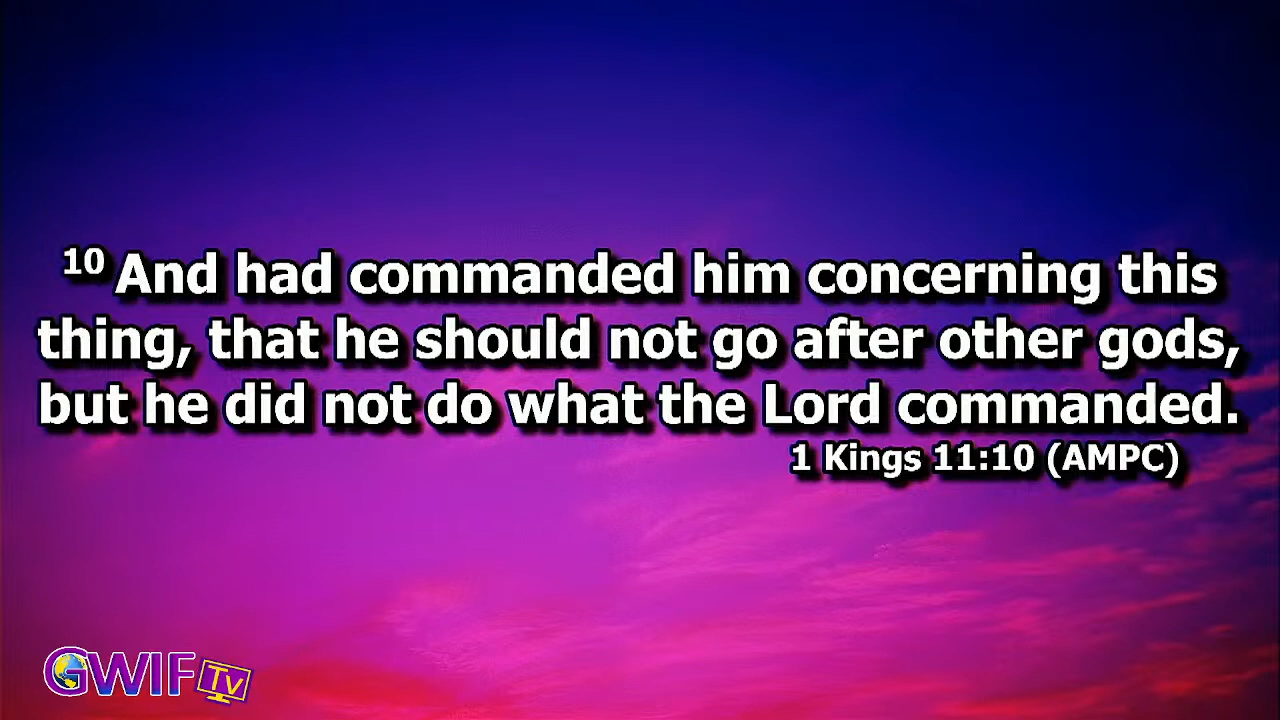 10 And had commanded him concerning this
thing, that he should not go after other gods,
but he did not do what the Lord commanded.
1 Kings 11:10 (AMPC)
GWIF TV